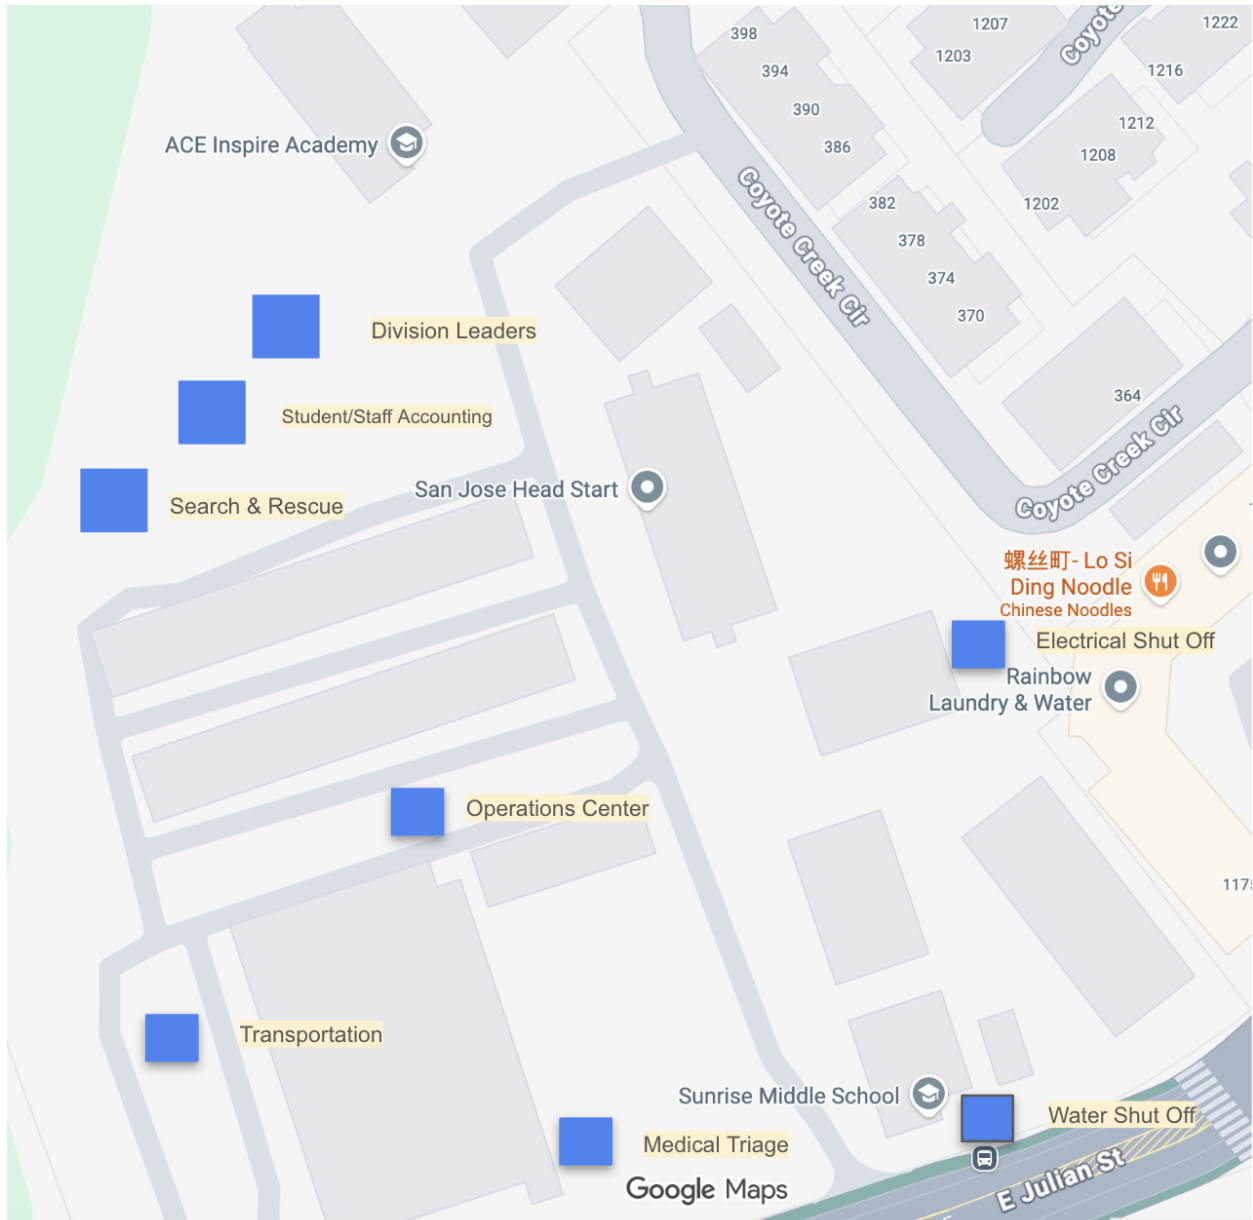 398
394
390
386
1207
1203
1222
1216
1212
1208
1202
Coyote
ACE Inspire Academy
Coyote Creek Cir
382
378
374
370
364
Division Leaders
Student/Staff Accounting
Search & Rescue
San Jose Head Start
Coyote Creek Cir
螺丝町- Lo Si
Ding Noodle
Chinese Noodles
Electrical Shut Off
Rainbow
Laundry & Water
Operations Center
1175
Transportation
Sunrise Middle School
Water Shut Off
Medical Triage
Google Maps
E Julian St